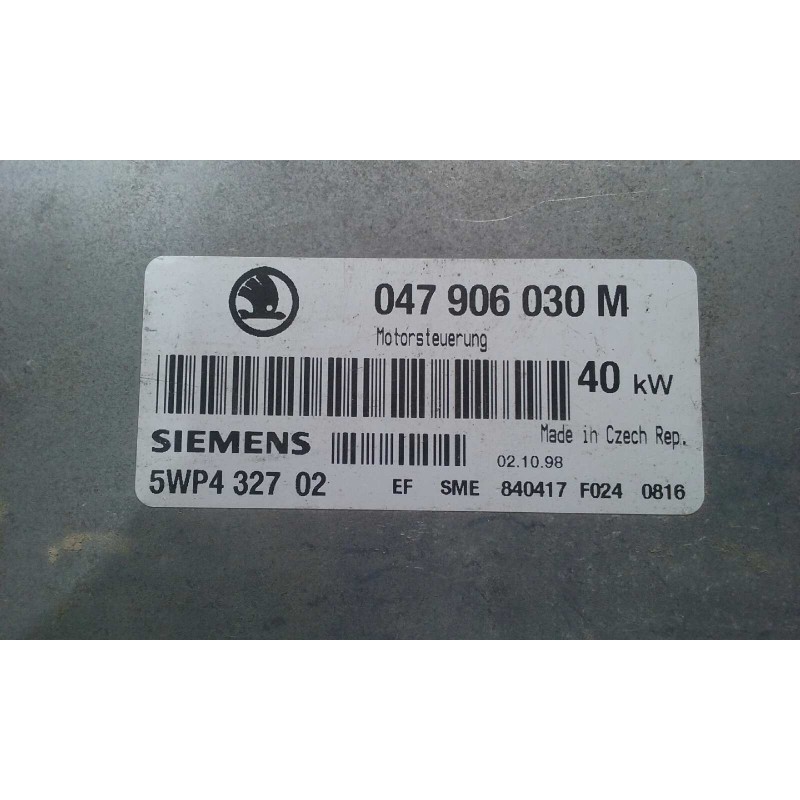 047 906 030 M
Motorsteuerung
40 kW
SIEMENS
Made in Czech Rep.
02.10.98
5WP4 327 02 EF SME 840417 F024 0816